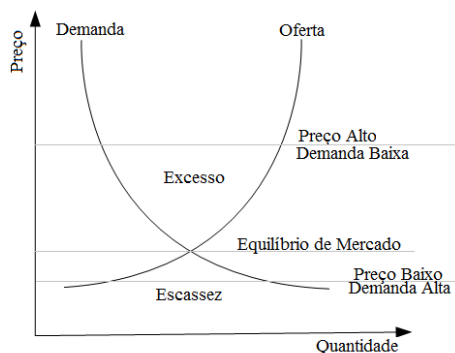 Demanda
Oferta
Preço
Preço Alto
Demanda Baixa
Excesso
Equilíbrio de Mercado
Preço Baixo
Demanda Alta
Escassez
Quantidade